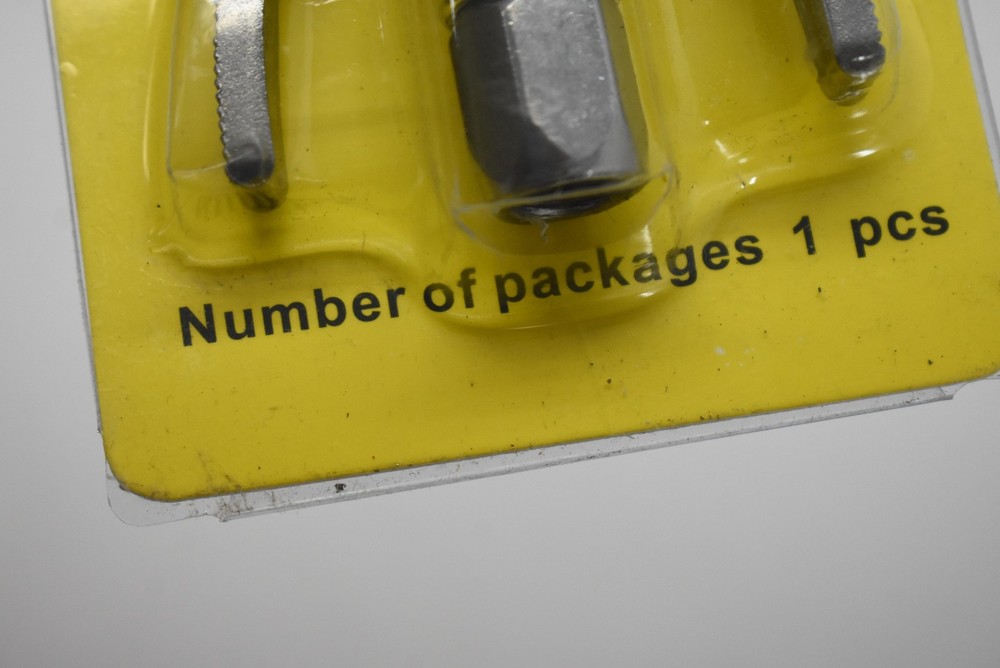 Number of packages 1 pcs